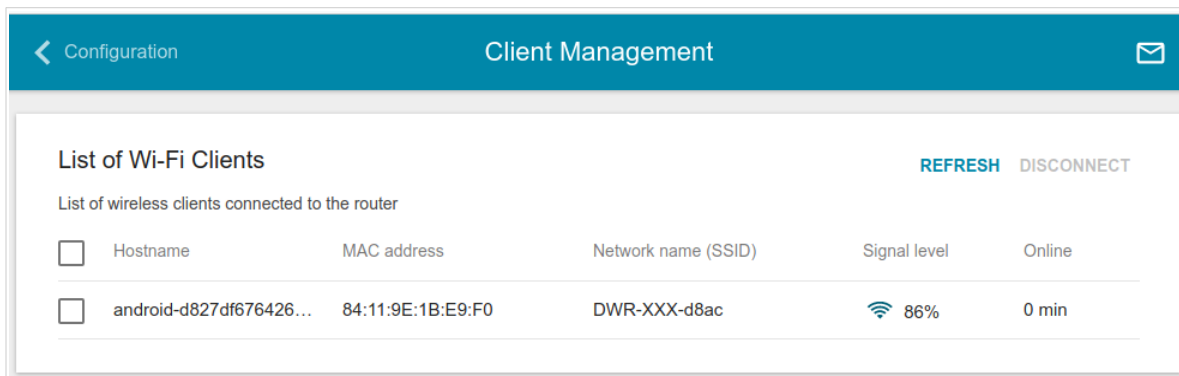 Configuration
Client Management
List of Wi-Fi Clients
REFRESH DISCONNECT
List of wireless clients connected to the router
Hostname MAC address Network name (SSID) Signal level Online
android-d827df676426... 84:11:9E:1B:E9:F0 DWR-XXX-d8ac 86% 0 min